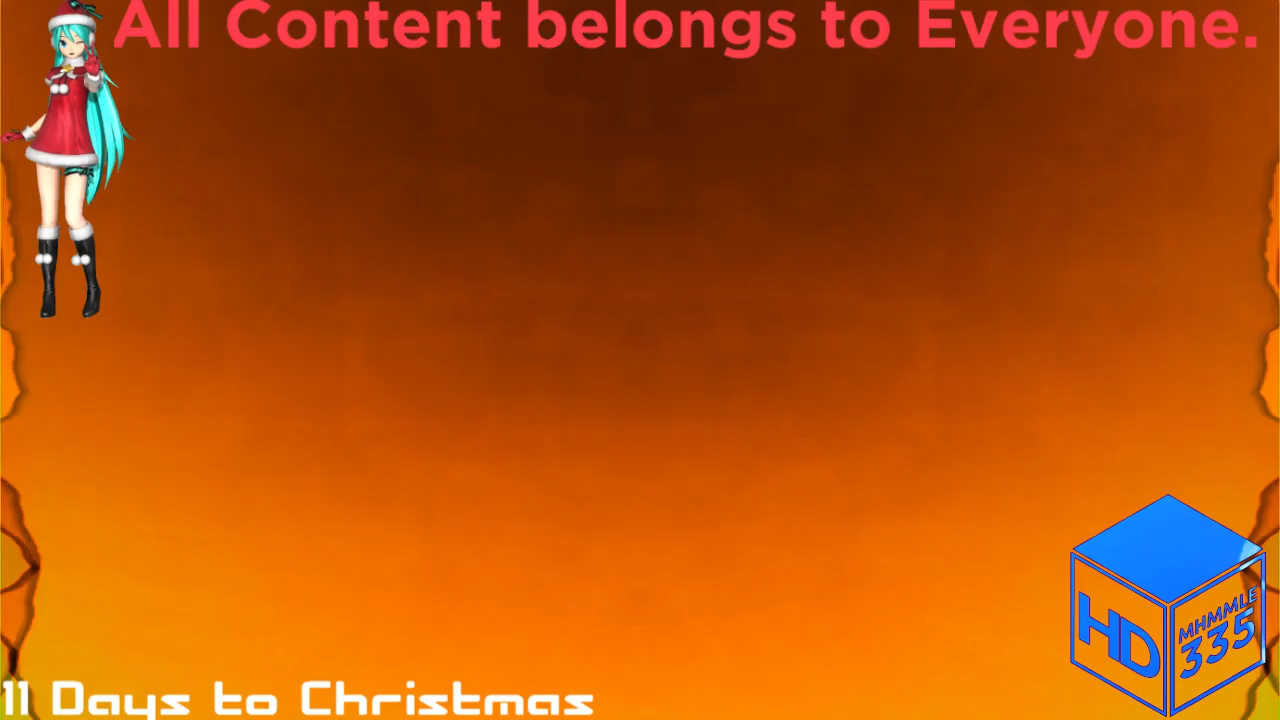 All Content belongs to Everyone.
HD
MHMMLE
335
11 Days to Christmas